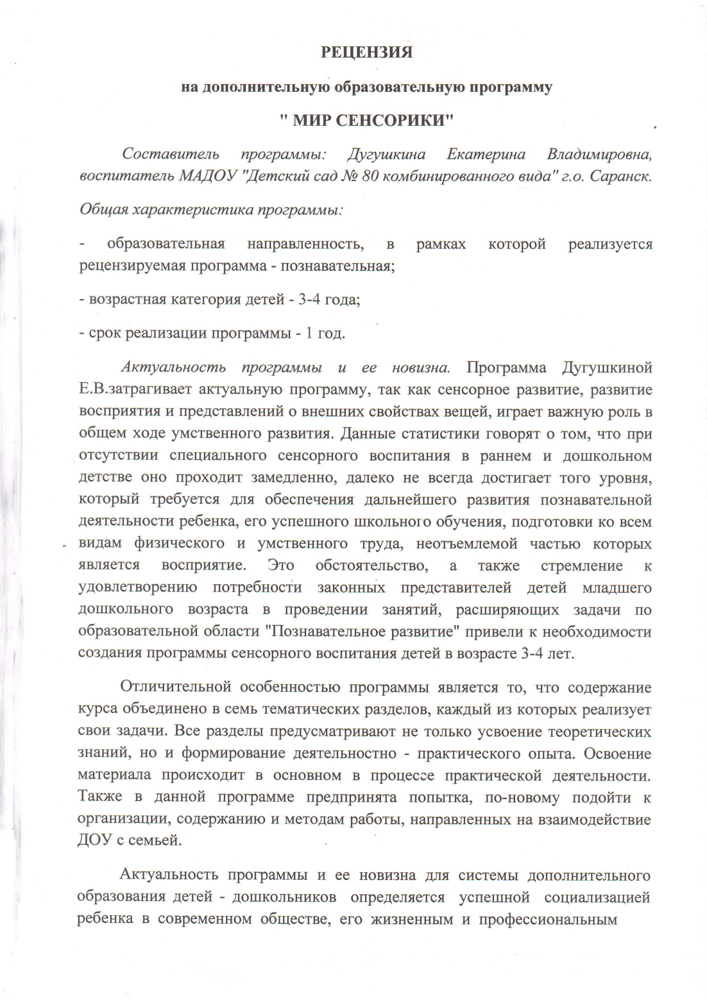 РЕЦЕНЗИЯ
на дополнительную образовательную программу
" МИР СЕНСОРИКИ"
Составитель программы: Дугушкина Екатерина Владимировна,
воспитатель МАДОУ "Детский сад № 80 комбинированного вида" г.о. Саранск.
Общая характеристика программы:
- образовательная направленность, в рамках которой реализуется
рецензируемая программа - познавательная;
- возрастная категория детей - 3-4 года;
- срок реализации программы - 1 год.
Актуальность программы и ее новизна. Программа Дугушкиной
Е.В.затрагивает актуальную программу, так как сенсорное развитие, развитие
восприятия и представлений о внешних свойствах вещей, играет важную роль в
общем ходе умственного развития. Данные статистики говорят о том, что при
отсутствии специального сенсорного воспитания в раннем и дошкольном
детстве оно проходит замедленно, далеко не всегда достигает того уровня,
который требуется для обеспечения дальнейшего развития познавательной
деятельности ребенка, его успешного школьного обучения, подготовки ко всем
видам физического и умственного труда, неотъемлемой частью которых
является восприятие. Это обстоятельство, а также стремление к
удовлетворению потребности законных представителей детей младшего
дошкольного возраста в проведении занятий, расширяющих задачи по
образовательной области "Познавательное развитие" привели к необходимости
создания программы сенсорного воспитания детей в возрасте 3-4 лет.
Отличительной особенностью программы является то, что содержание
курса объединено в семь тематических разделов, каждый из которых реализует
свои задачи. Все разделы предусматривают не только усвоение теоретических
знаний, но и формирование деятельностно - практического опыта. Освоение
материала происходит в основном в процессе практической деятельности.
Также в данной программе предпринята попытка, по-новому подойти к
организации, содержанию и методам работы, направленных на взаимодействие
ДОУ с семьей.
Актуальность программы и ее новизна для системы дополнительного
образования детей - дошкольников определяется успешной социализацией
ребенка в современном обществе, его жизненным и профессиональным